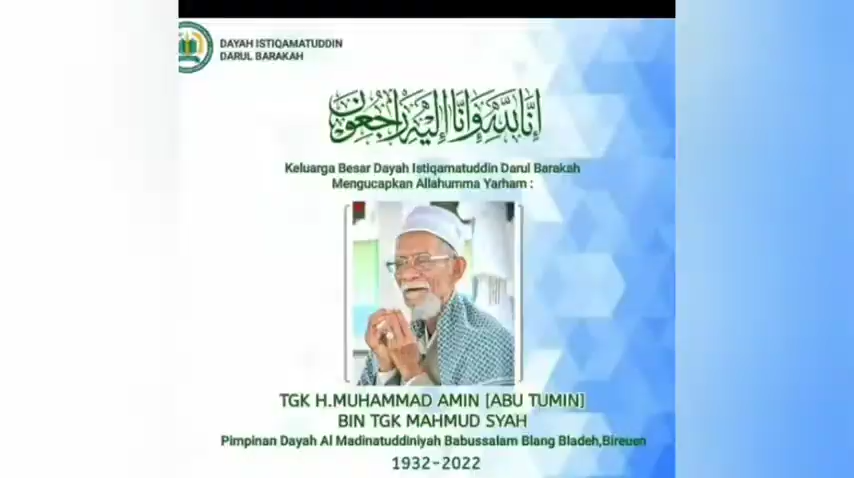 DAYAH ISTIQAMATUDDIN
DARUL BARAKAH
إنا لله وإنا إليه راجعون
Keluarga Besar Dayah Istiqamatuddin Darul Barakah
Mengucapkan Allahumma Yarham :
TGK H.MUHAMMAD AMIN [ABU TUMIN]
BIN TGK MAHMUD SYAH
Pimpinan Dayah Al Madinatuddiniyah Babussalam Blang Bladeh,Bireuen
1932-2022